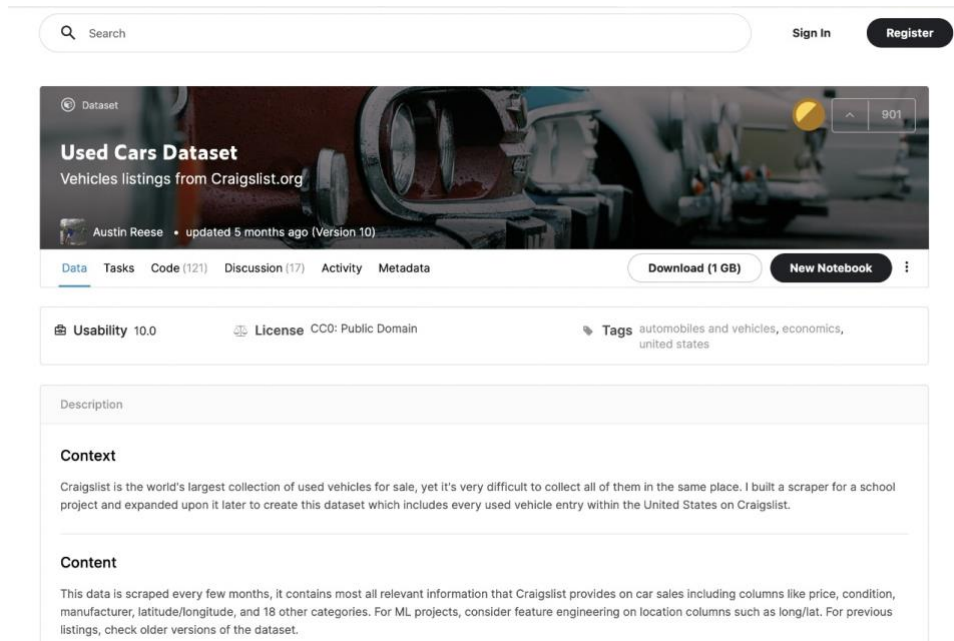 Search
Sign In
Register
Dataset
901
Used Cars Dataset
Vehicles listings from Craigslist.org
Austin Reese • updated 5 months ago (Version 10)
Data Tasks Code (121) Discussion (17) Activity Metadata
Download (1 GB)
New Notebook
Usability 10.0
License CC0: Public Domain
Tags automobiles and vehicles, economics,
united states
Description
Context
Craigslist is the world's largest collection of used vehicles for sale, yet it's very difficult to collect all of them in the same place. I built a scraper for a school
project and expanded upon it later to create this dataset which includes every used vehicle entry within the United States on Craigslist.
Content
This data is scraped every few months, it contains most all relevant information that Craigslist provides on car sales including columns like price, condition,
manufacturer, latitude/longitude, and 18 other categories. For ML projects, consider feature engineering on location columns such as long/lat. For previous
listings, check older versions of the dataset.